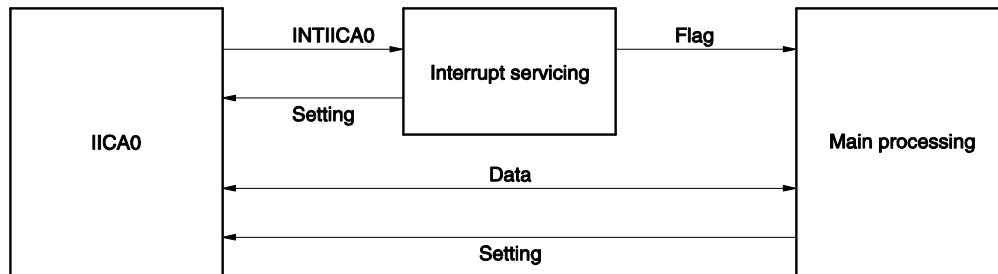 INTIICA0
Flag
Interrupt servicing
Setting
IICA0
Main processing
Data
Setting